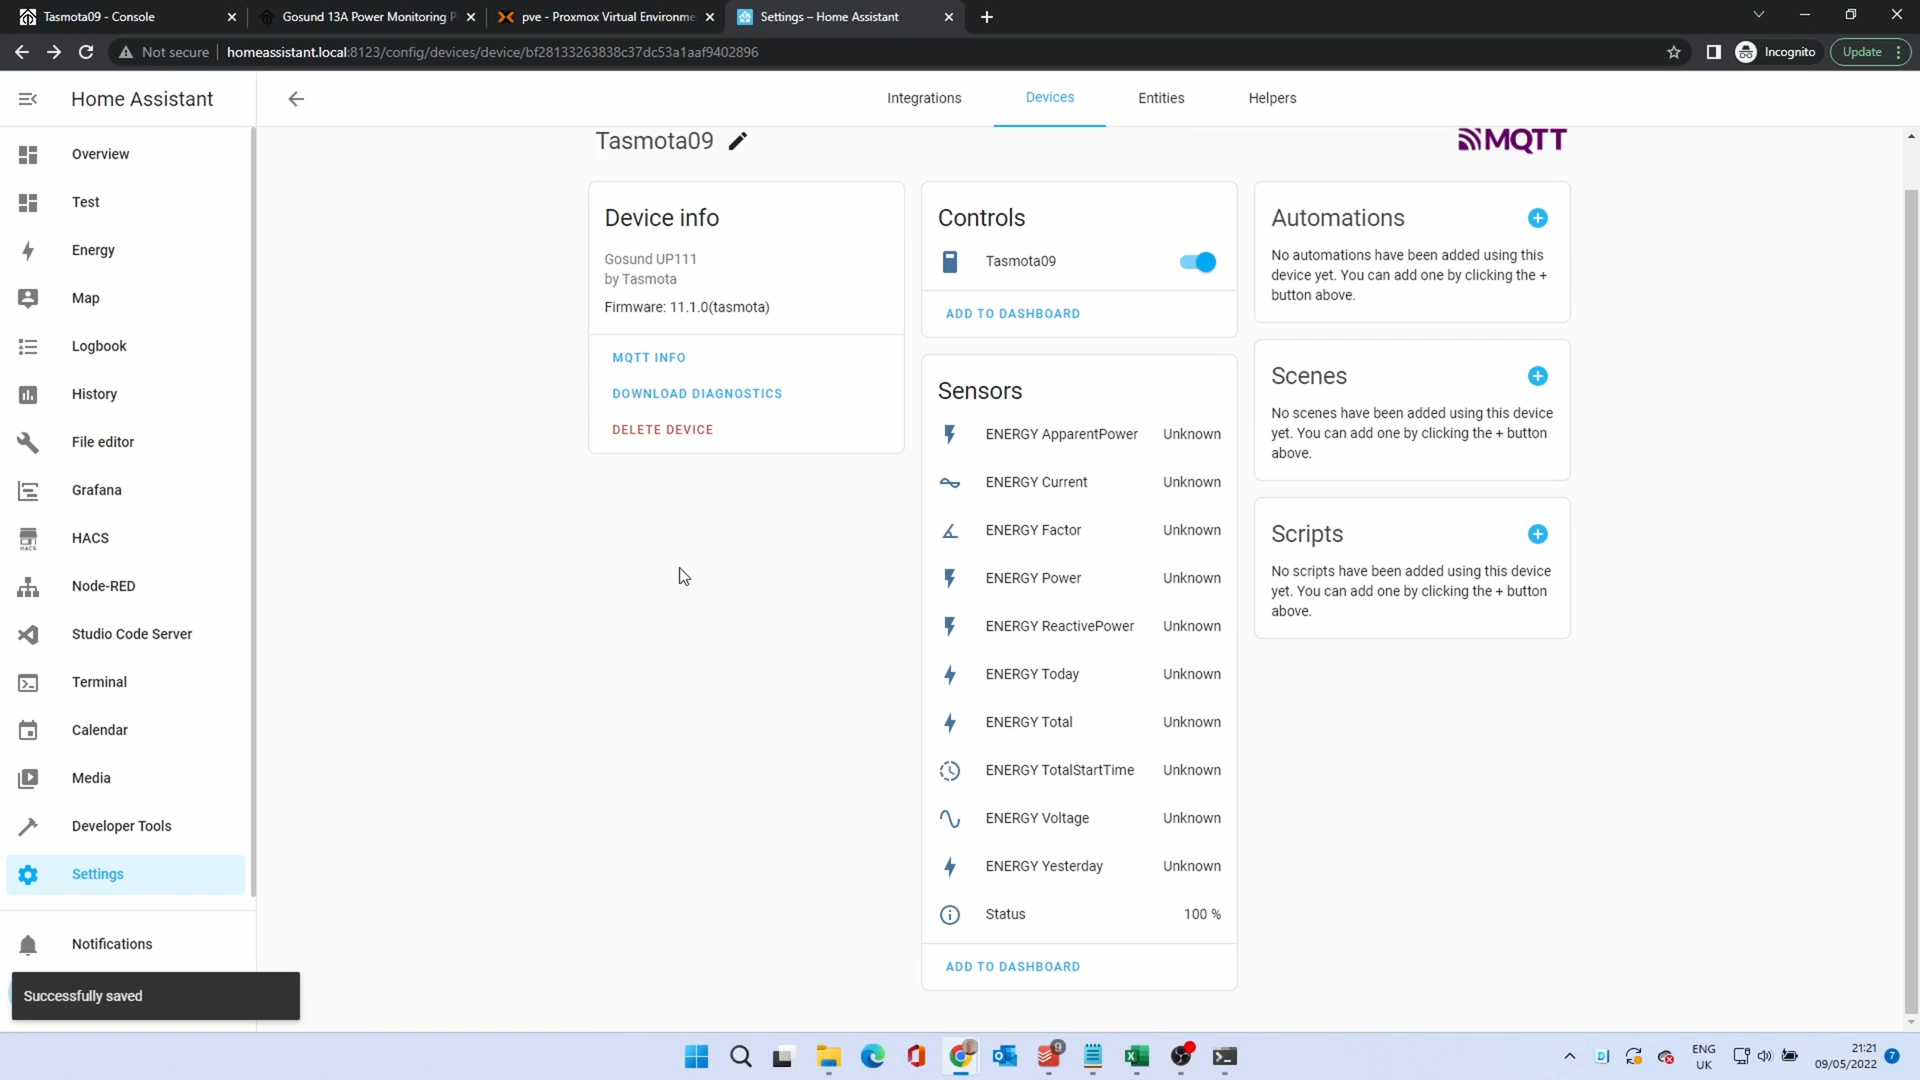 Tasmota09 - Console
Gosund 13A Power Monitoring P
pve - Proxmox Virtual Environme
Settings – Home Assistant
Not secure
homeassistant.local:8123/config/devices/device/bf28133263838c37dc53a1aaf9402896
Incognito
Update
Home Assistant
Integrations
Devices
Entities
Helpers
Overview
Test
Energy
Map
Logbook
History
File editor
Grafana
HACS
HACS
Node-RED
Studio Code Server
Terminal
Calendar
Media
Developer Tools
Settings
Notifications
Successfully saved
Tasmota09
MQTT
Device info
Gosund UP111
by Tasmota
Firmware: 11.1.0(tasmota)
MQTT INFO
DOWNLOAD DIAGNOSTICS
DELETE DEVICE
Controls
Tasmota09
ADD TO DASHBOARD
Sensors
ENERGY ApparentPower Unknown
ENERGY Current Unknown
ENERGY Factor Unknown
ENERGY Power Unknown
ENERGY ReactivePower Unknown
ENERGY Today Unknown
ENERGY Total Unknown
ENERGY TotalStartTime Unknown
ENERGY Voltage Unknown
ENERGY Yesterday Unknown
Status 100 %
ADD TO DASHBOARD
Automations
No automations have been added using this
device yet. You can add one by clicking the +
button above.
Scenes
No scenes have been added using this device
yet. You can add one by clicking the + button
above.
Scripts
No scripts have been added using this device
yet. You can add one by clicking the + button
above.
9
ENG
UK
21:21
09/05/2022
7